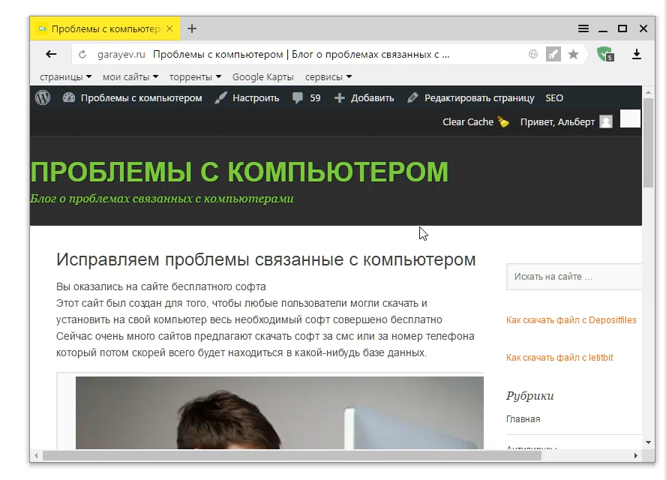 Проблемы с компьютер
garayev.ru Проблемы с компьютером | Блог о проблемах связанных с ...
5
страницы мои сайты торренты Google Карты сервисы
Проблемы с компьютером Настроить 59 Добавить Редактировать страницу SEO
Clear Cache Привет, Альберт
ПРОБЛЕМЫ С КОМПЬЮТЕРОМ
Блог о проблемах связанных с компьютерами
Исправляем проблемы связанные с компьютером
Вы оказались на сайте бесплатного софта
Этот сайт был создан для того, чтобы любые пользователи могли скачать и
установить на свой компьютер весь необходимый софт совершено бесплатно
Сейчас очень много сайтов предлагают скачать софт за смс или за номер телефона
который потом скорей всего будет находиться в какой-нибудь базе данных.
Искать на сайте ...
Как скачать файл с Depositfiles
Как скачать файл с letitbit
Рубрики
Главная